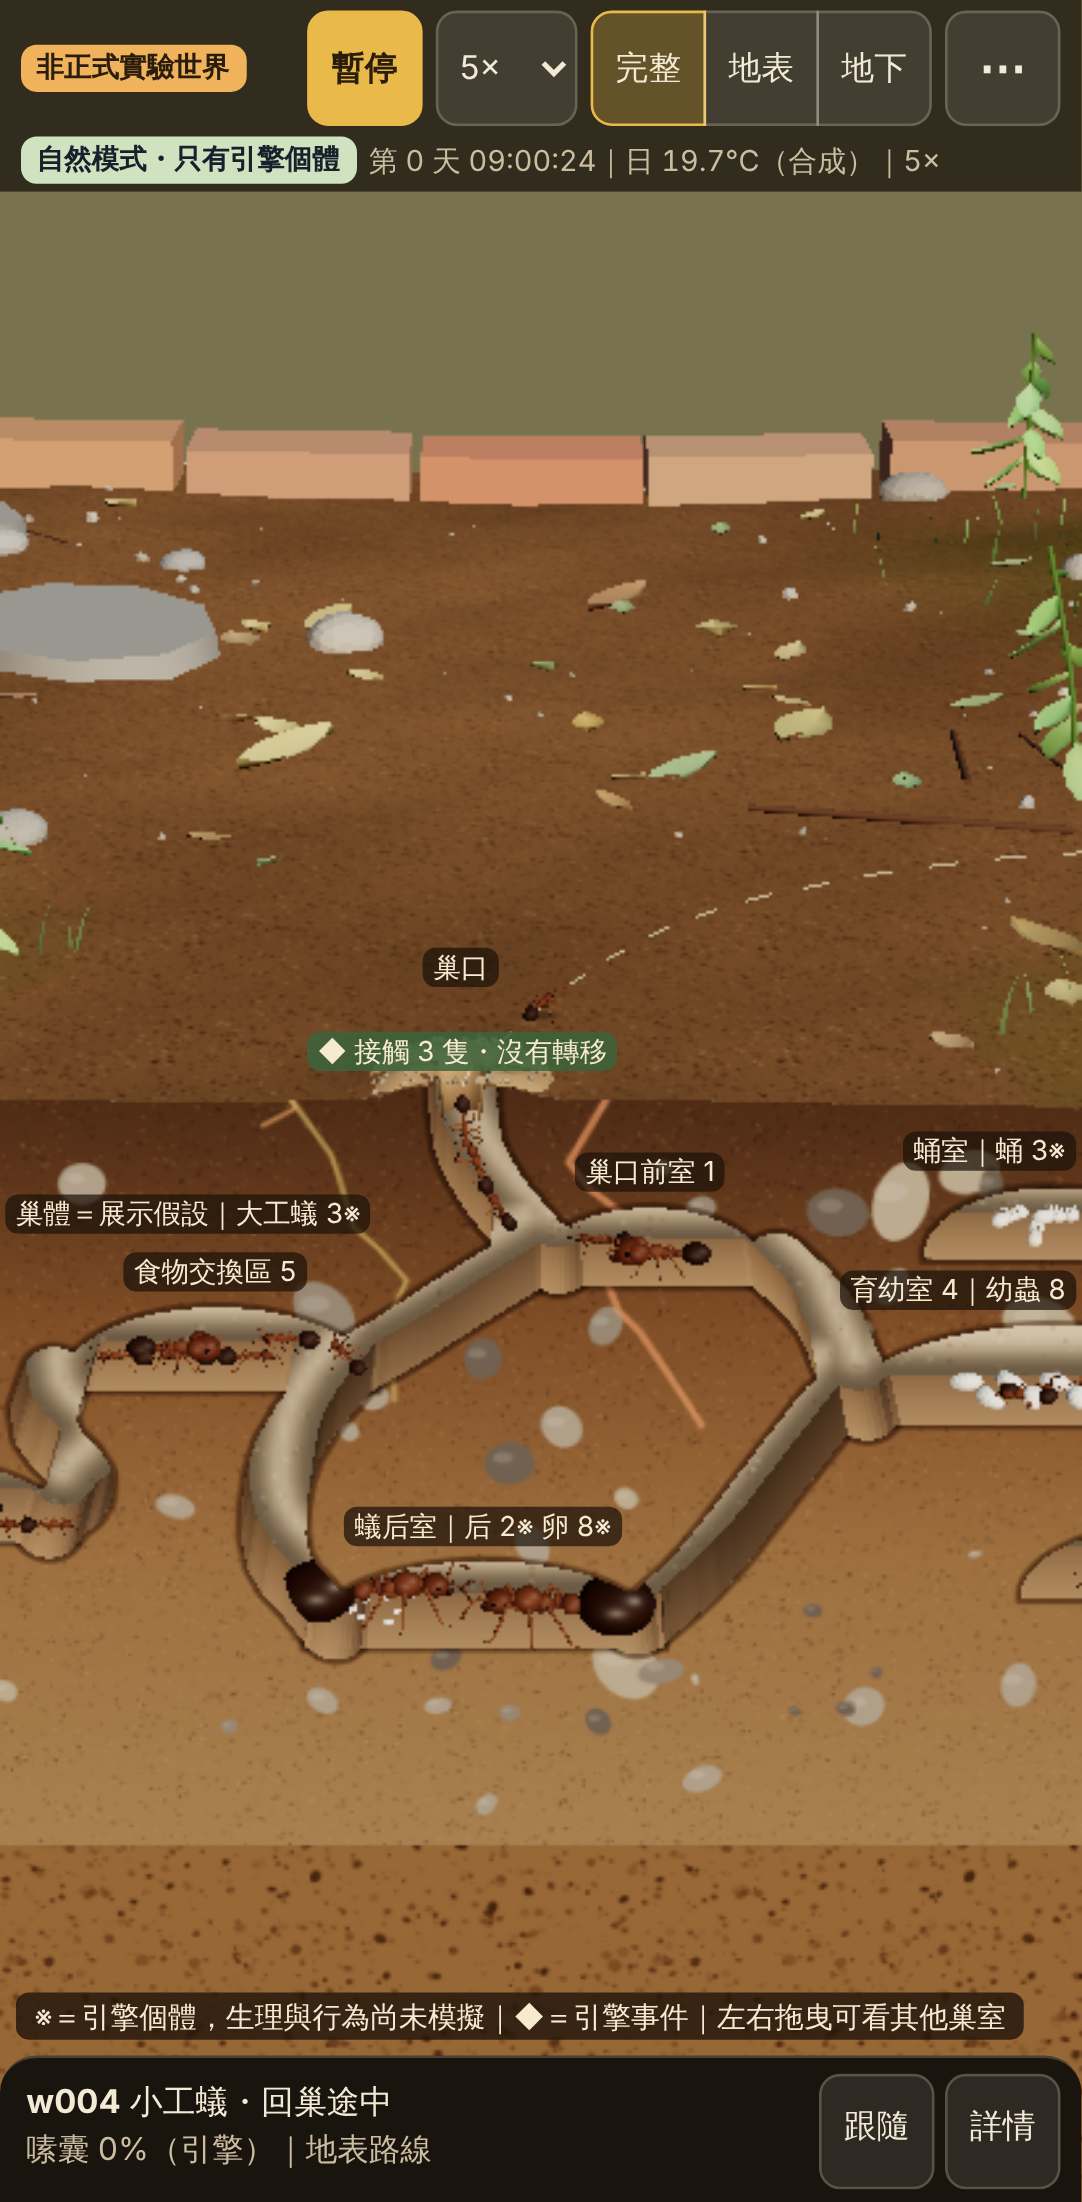 非正式實驗世界
暫停
5×
完整
地表
地下
…
自然模式・只有引擎個體
第 0 天 09:00:24｜日 19.7°C（合成）｜5×
巢口
◆ 接觸 3 隻・沒有轉移
蛹室｜蛹 3※
巢口前室 1
巢體＝展示假設｜大工蟻 3※
食物交換區 5
育幼室 4｜幼蟲 8
蟻后室｜后 2※ 卵 8※
※＝引擎個體，生理與行為尚未模擬｜◆＝引擎事件｜左右拖曳可看其他巢室
w004 小工蟻・回巢途中
嗉囊 0%（引擎）｜地表路線
跟隨
詳情